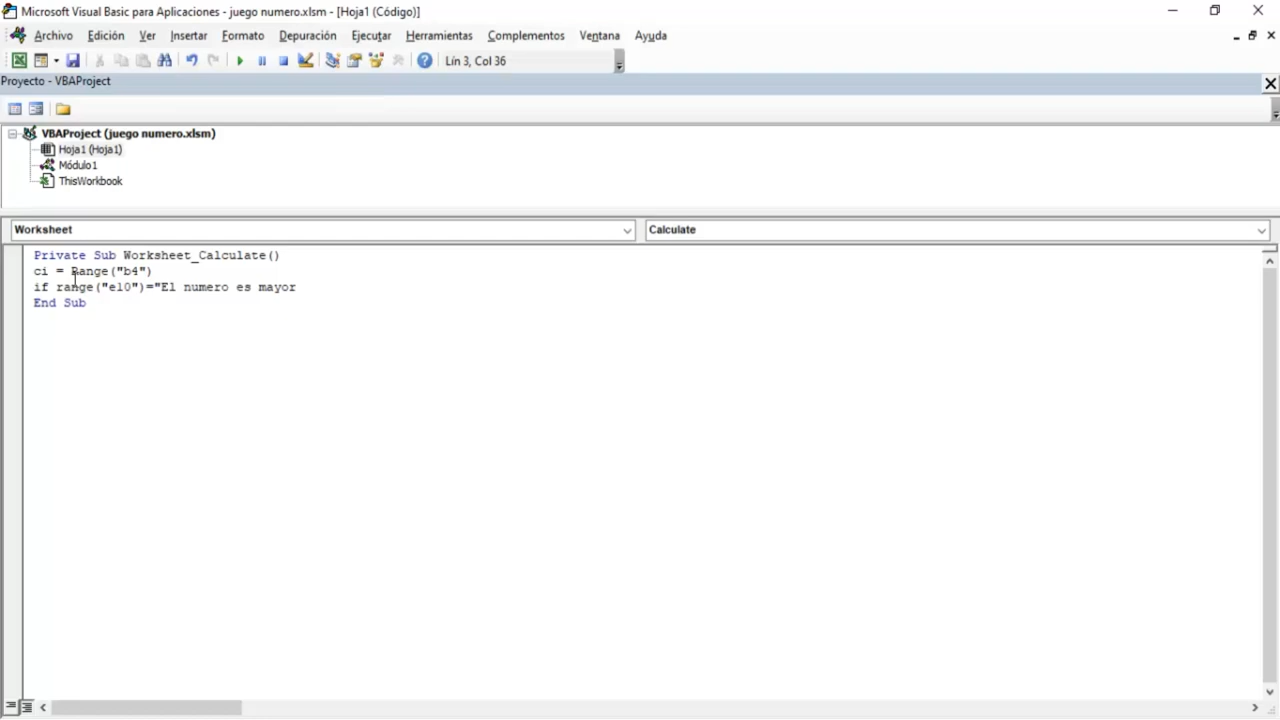 Microsoft Visual Basic para Aplicaciones - juego numero.xlsm - [Hoja1 (Código)]
Archivo Edición Ver Insertar Formato Depuración Ejecutar Herramientas Complementos Ventana Ayuda
Lín 3, Col 36
Proyecto - VBAProject
VBAProject (juego numero.xlsm)
Hoja1 (Hoja1)
Módulo1
ThisWorkbook
Worksheet Calculate
Private Sub Worksheet_Calculate()
ci = Range("b4")
if range("e10")="El numero es mayor
End Sub